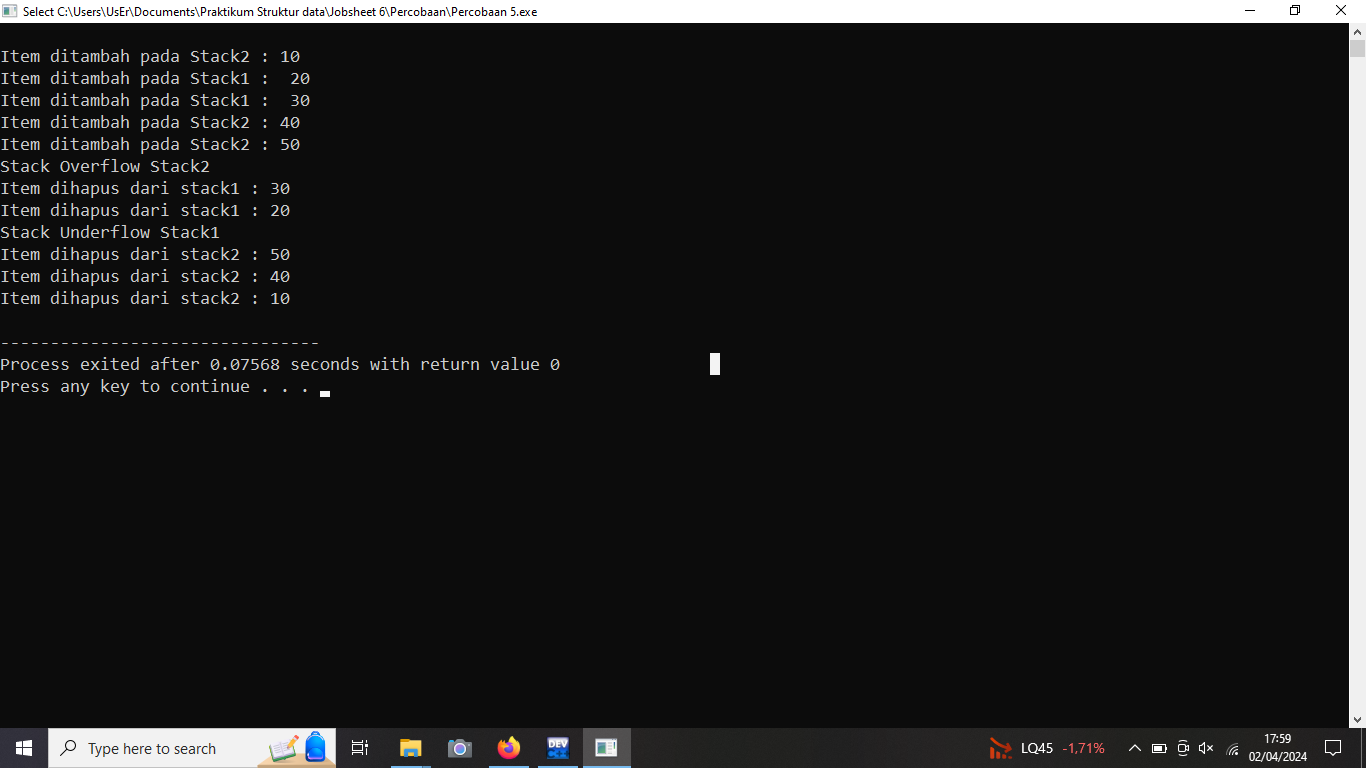 Select C:\Users\UsEr\Documents\Praktikum Struktur data\Jobsheet 6\Percobaan\Percobaan 5.exe
Item ditambah pada Stack2 : 10
Item ditambah pada Stack1 :  20
Item ditambah pada Stack1 :  30
Item ditambah pada Stack2 : 40
Item ditambah pada Stack2 : 50
Stack Overflow Stack2
Item dihapus dari stack1 : 30
Item dihapus dari stack1 : 20
Stack Underflow Stack1
Item dihapus dari stack2 : 50
Item dihapus dari stack2 : 40
Item dihapus dari stack2 : 10
--------------------------------
Process exited after 0.07568 seconds with return value 0
Press any key to continue . . .
Type here to search
DEV
LQ45 -1,71%
17:59
02/04/2024